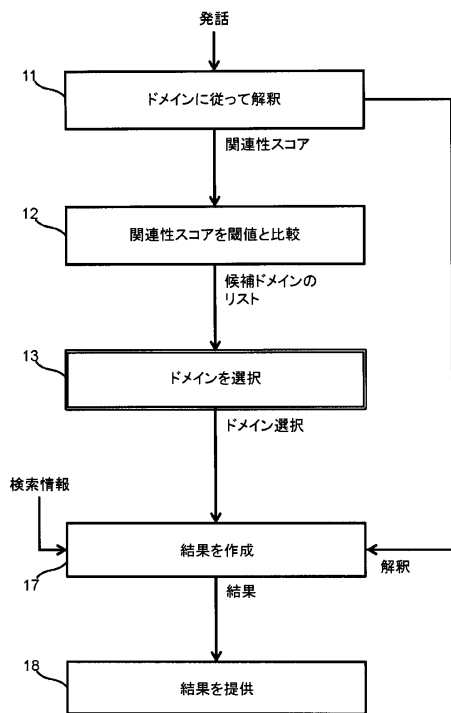 発話
11
ドメインに従って解釈
関連性スコア
12
関連性スコアを閾値と比較
候補ドメインの
リスト
13
ドメインを選択
ドメイン選択
検索情報
結果を作成
17
解釈
結果
18
結果を提供